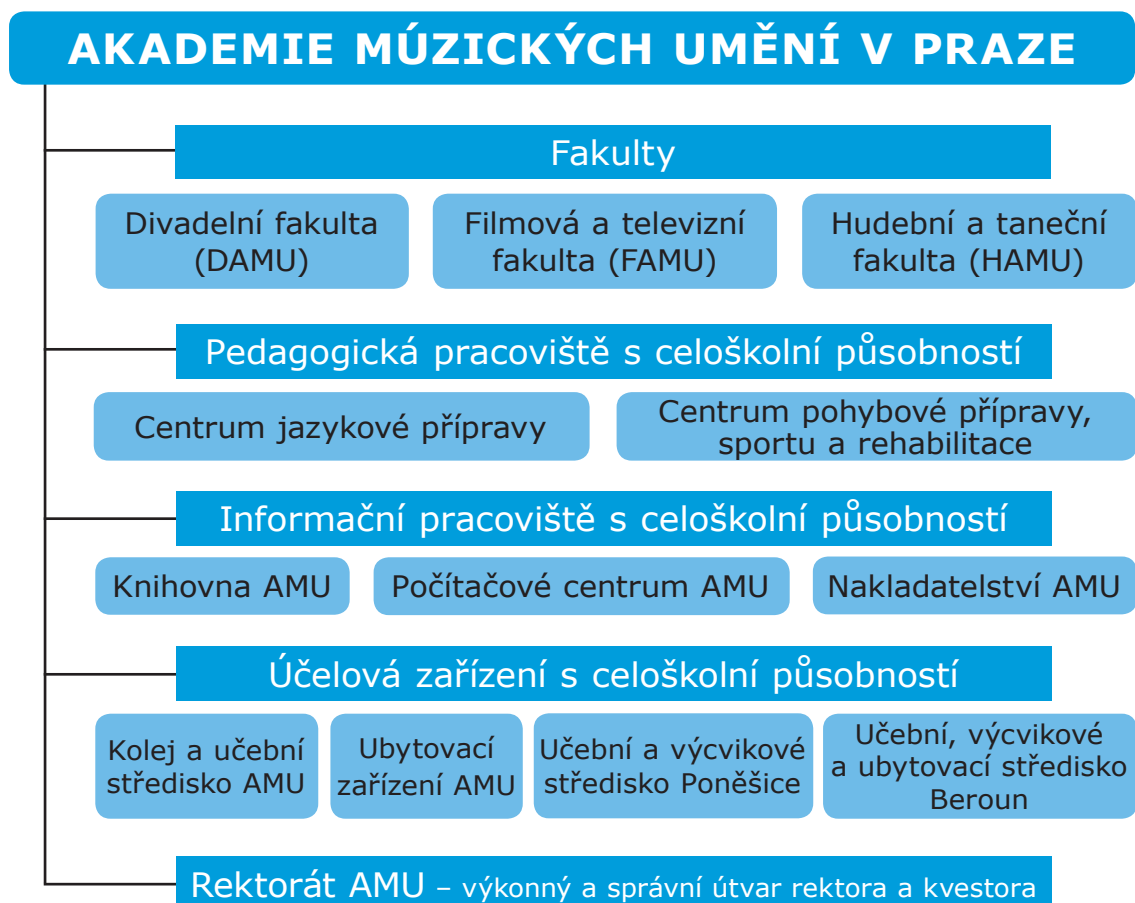 AKADEMIE MÚZICKÝCH UMĚNÍ V PRAZE
Fakulty
Divadelní fakulta
(DAMU)
Filmová a televizní
fakulta (FAMU)
Hudební a taneční
fakulta (HAMU)
Pedagogická pracoviště s celoškolní působností
Centrum jazykové přípravy
Centrum pohybové přípravy,
sportu a rehabilitace
Informační pracoviště s celoškolní působností
Knihovna AMU
Počítačové centrum AMU
Nakladatelství AMU
Účelová zařízení s celoškolní působností
Kolej a učební
středisko AMU
Ubytovací
zařízení AMU
Učební a výcvikové
středisko Poněšice
Učební, výcvikové
a ubytovací středisko
Beroun
Rektorát AMU – výkonný a správní útvar rektora a kvestora